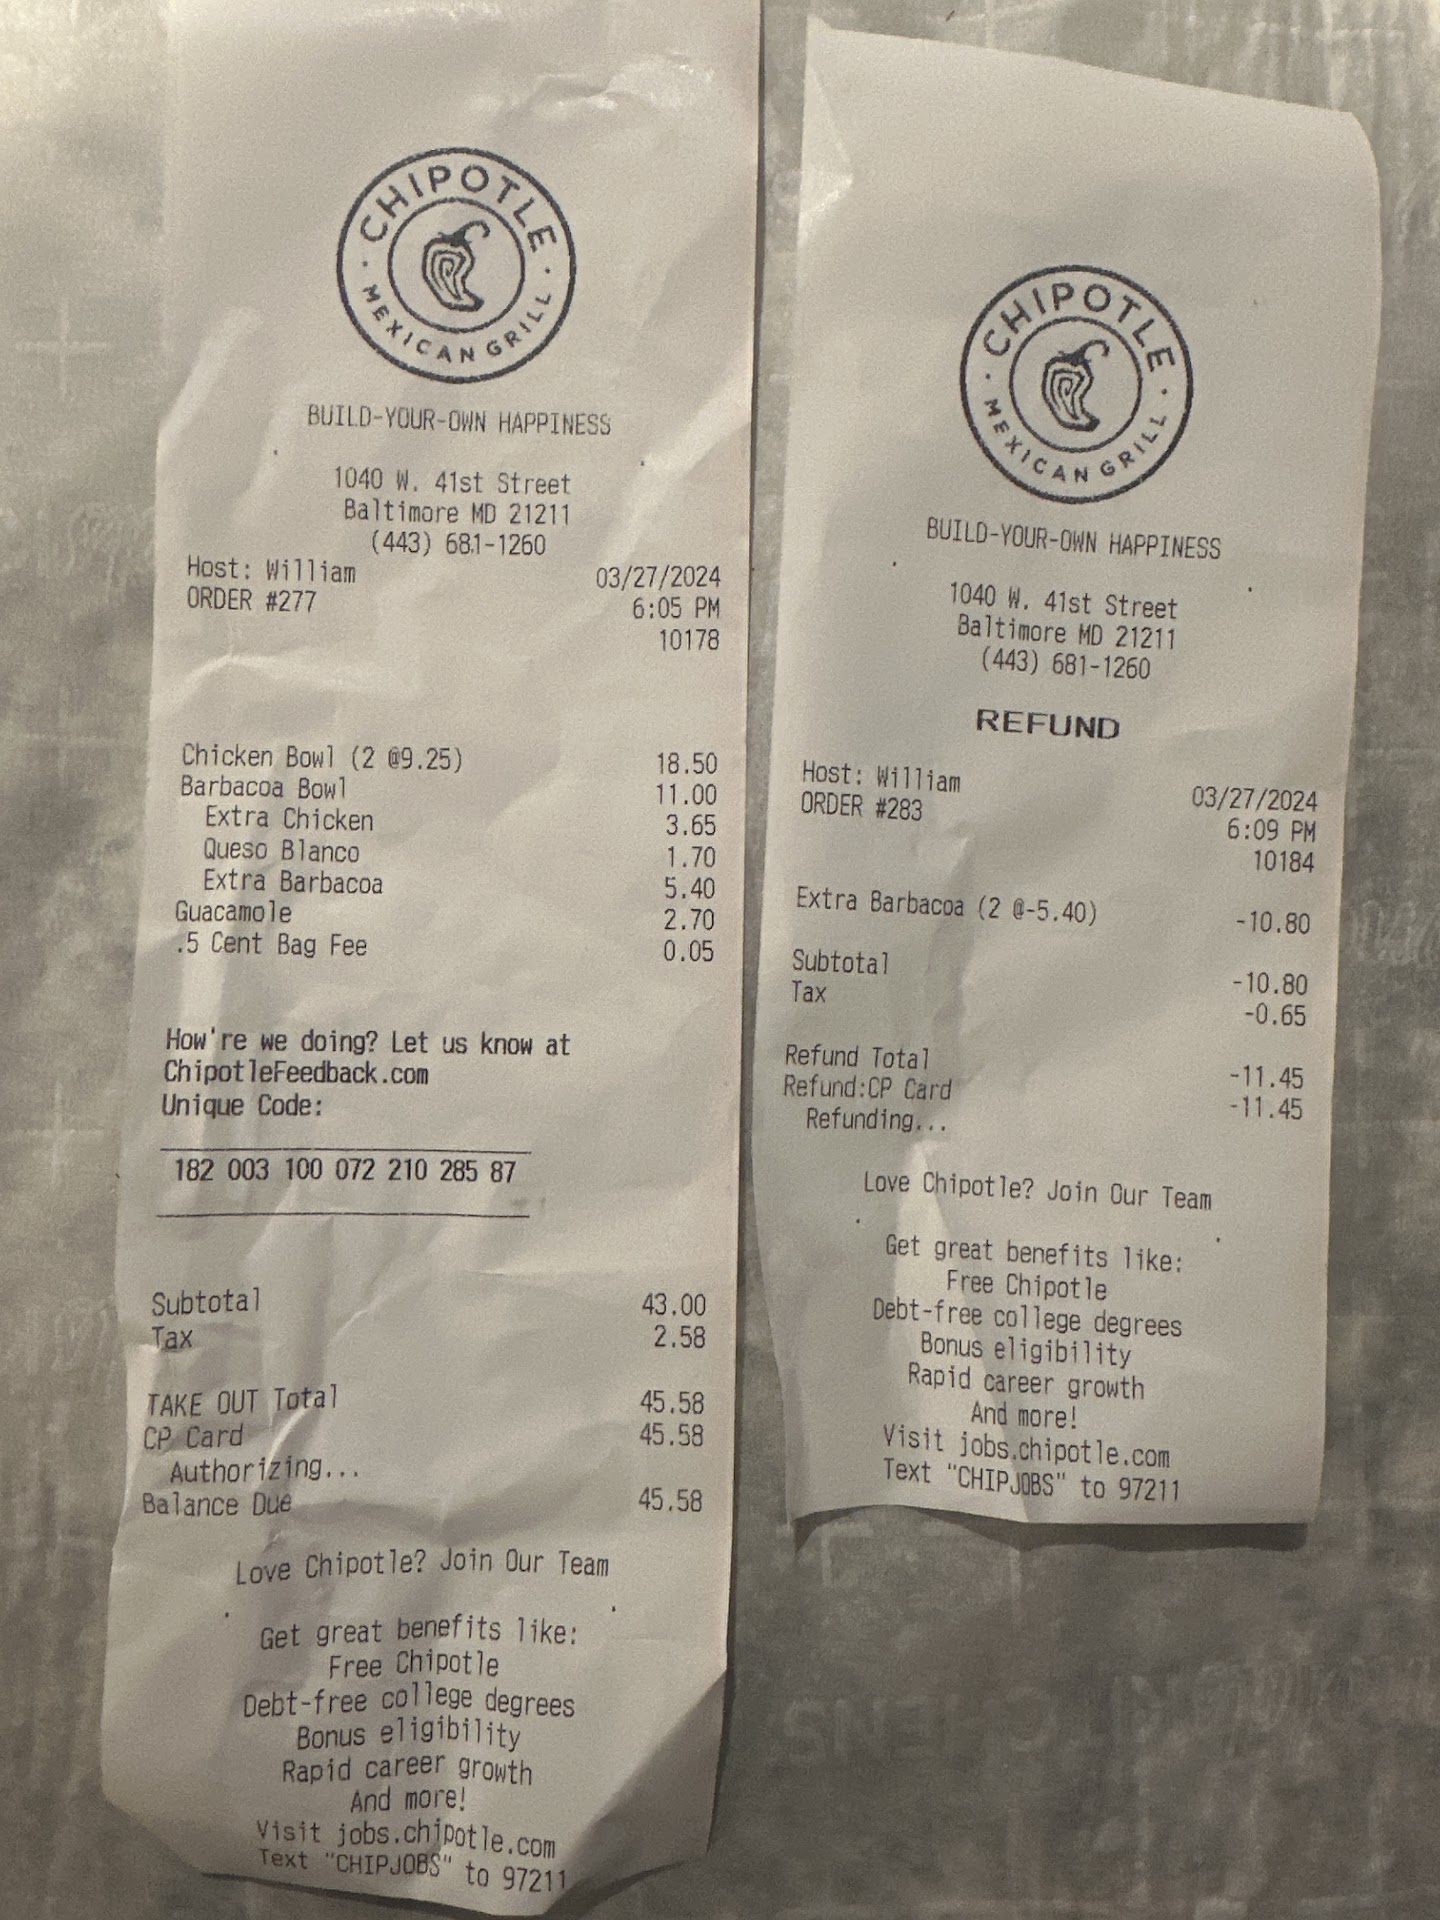 CHIPOTLE
MEXICAN GRILL
BUILD-YOUR-OWN HAPPINESS
1040 W. 41st Street
Baltimore MD 21211
(443) 681-1260
Host: William 03/27/2024
ORDER #277 6:05 PM
10178
Chicken Bowl (2 @9.25) 18.50
Barbacoa Bowl 11.00
Extra Chicken 3.65
Queso Blanco 1.70
Extra Barbacoa 5.40
Guacamole 2.70
.5 Cent Bag Fee 0.05
How're we doing? Let us know at
ChipotleFeedback.com
Unique Code:
182 003 100 072 210 285 87
Subtotal 43.00
Tax 2.58
TAKE OUT Total 45.58
CP Card 45.58
Authorizing...
Balance Due 45.58
Love Chipotle? Join Our Team
Get great benefits like:
Free Chipotle
Debt-free college degrees
Bonus eligibility
Rapid career growth
And more!
Visit jobs.chipotle.com
Text "CHIPJOBS" to 97211
CHIPOTLE
MEXICAN GRILL
BUILD-YOUR-OWN HAPPINESS
1040 W. 41st Street
Baltimore MD 21211
(443) 681-1260
REFUND
Host: William 03/27/2024
ORDER #283 6:09 PM
10184
Extra Barbacoa (2 @-5.40) -10.80
Subtotal -10.80
Tax -0.65
Refund Total -11.45
Refund:CP Card -11.45
Refunding...
Love Chipotle? Join Our Team
Get great benefits like:
Free Chipotle
Debt-free college degrees
Bonus eligibility
Rapid career growth
And more!
Visit jobs.chipotle.com
Text "CHIPJOBS" to 97211